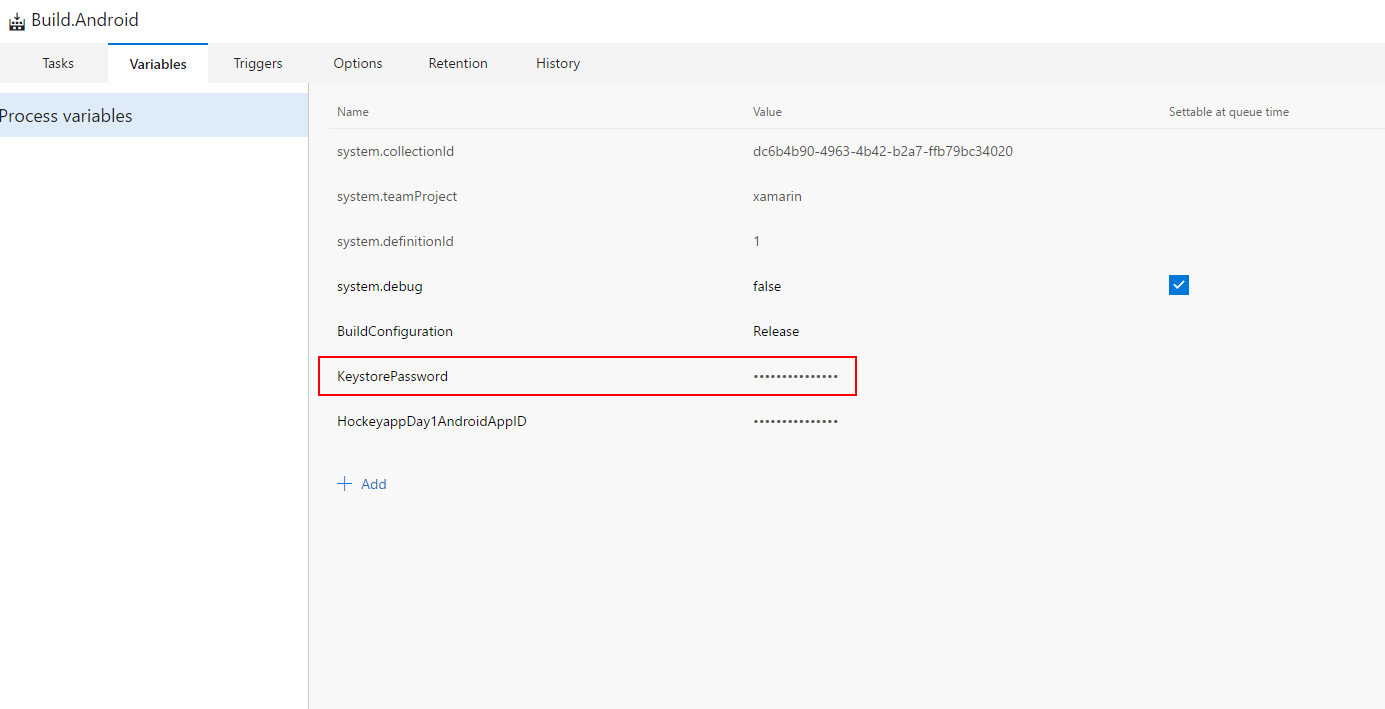 Build.Android
Tasks Variables Triggers Options Retention History
Process variables
Name Value Settable at queue time
system.collectionId dc6b4b90-4963-4b42-b2a7-ffb79bc34020
system.teamProject xamarin
system.definitionId 1
system.debug false
BuildConfiguration Release
KeystorePassword •••••••••••••••
HockeyappDay1AndroidAppID •••••••••••••••
+ Add